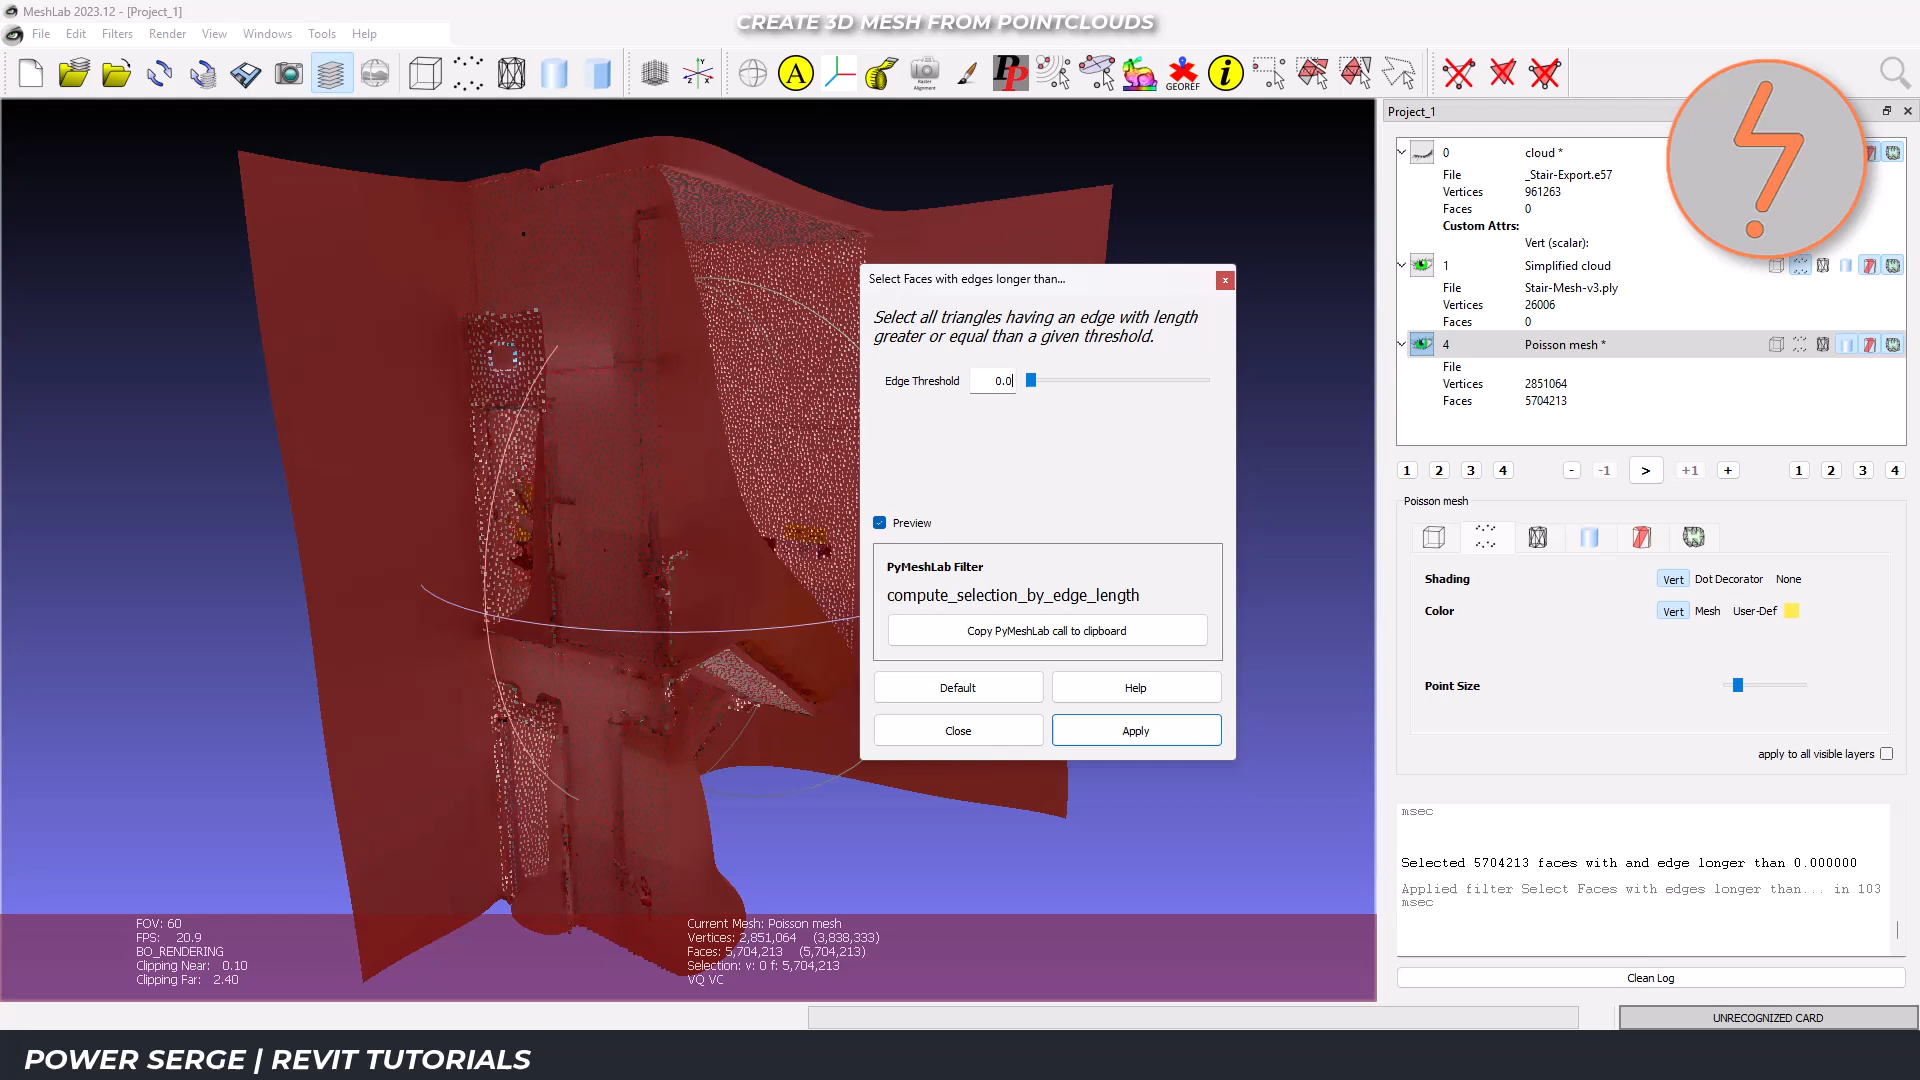 MeshLab 2023.12 - [Project_1]
CREATE 3D MESH FROM POINTCLOUDS
File Edit Filters Render View Windows Tools Help
A
PP
GEOREF
i
Project_1
0 cloud *
File _Stair-Export.e57
Vertices 961263
Faces 0
Custom Attrs:
Vert (scalar):
1 Simplified cloud
File Stair-Mesh-v3.ply
Vertices 26006
Faces 0
4 Poisson mesh *
File
Vertices 2851064
Faces 5704213
1 2 3 4 - -1 > +1 + 1 2 3 4
Poisson mesh
Shading Vert Dot Decorator None
Color Vert Mesh User-Def
Point Size
apply to all visible layers
msec
Selected 5704213 faces with and edge longer than 0.000000
Applied filter Select Faces with edges longer than... in 103
msec
Clean Log
UNRECOGNIZED CARD
Select Faces with edges longer than...
x
Select all triangles having an edge with length
greater or equal than a given threshold.
Edge Threshold 0.0
Preview
PyMeshLab Filter
compute_selection_by_edge_length
Copy PyMeshLab call to clipboard
Default Help
Close Apply
FOV: 60
FPS: 20.9
BO_RENDERING
Clipping Near: 0.10
Clipping Far: 2.40
Current Mesh: Poisson mesh
Vertices: 2,851,064 (3,838,333)
Faces: 5,704,213 (5,704,213)
Selection: v: 0 f: 5,704,213
VQ VC
POWER SERGE | REVIT TUTORIALS